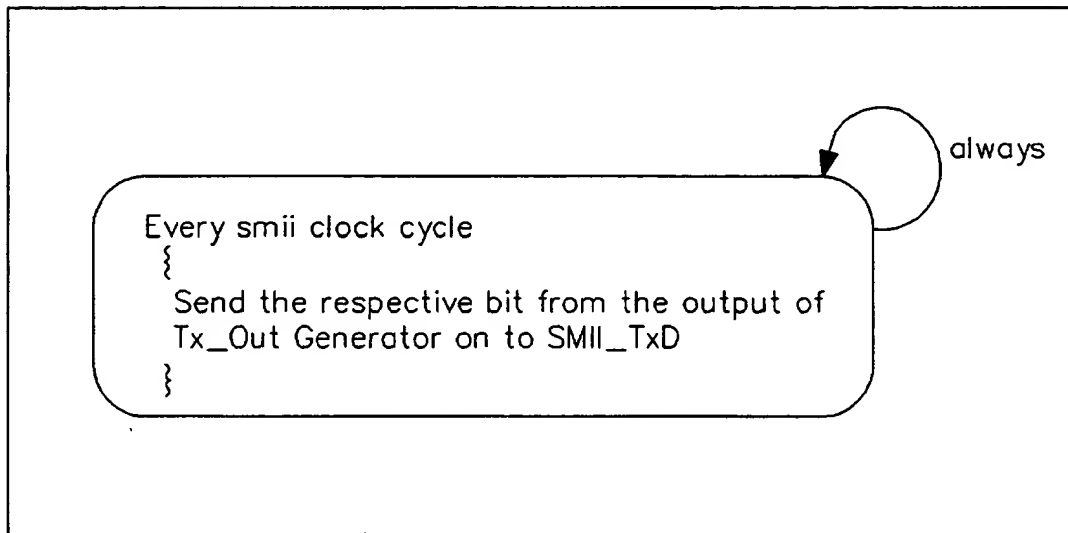 always
Every smii clock cycle
{
Send the respective bit from the output of
Tx_Out Generator on to SMII_TxD
}